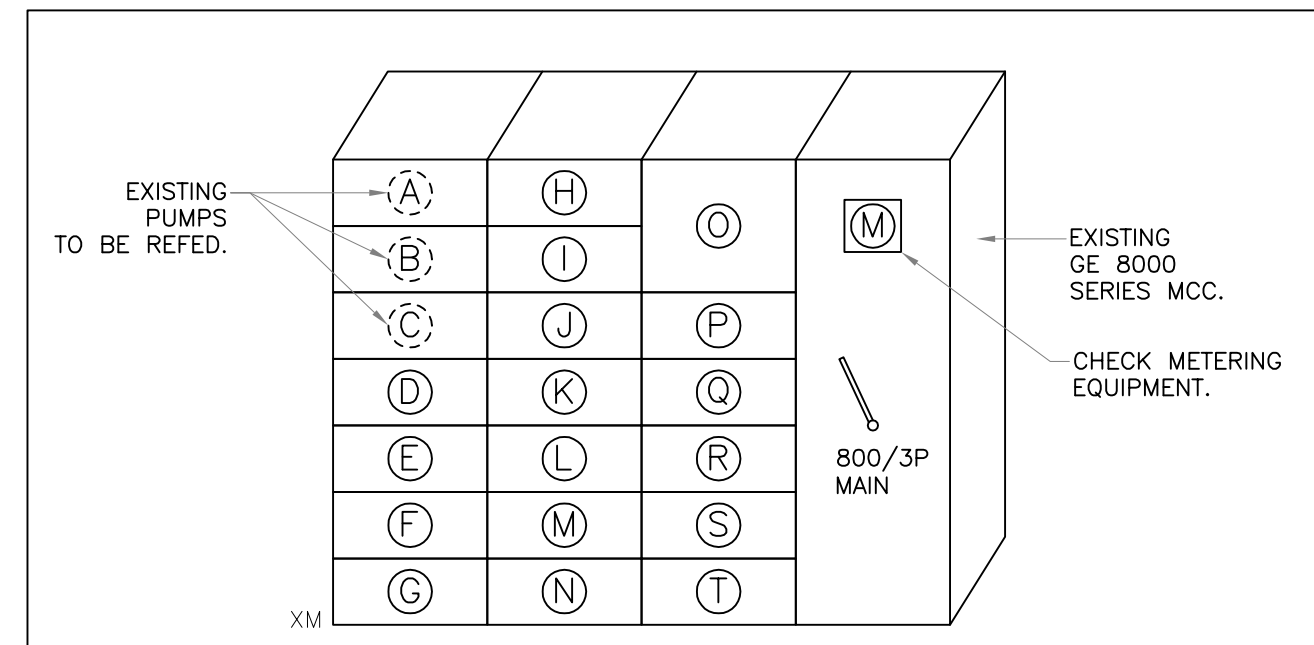 EXISTING
PUMPS
TO BE REFED.
A
B
C
D
E
F
G
XM
H
I
J
K
L
M
N
O
P
Q
R
S
T
M
800/3P
MAIN
EXISTING
GE 8000
SERIES MCC.
CHECK METERING
EQUIPMENT.